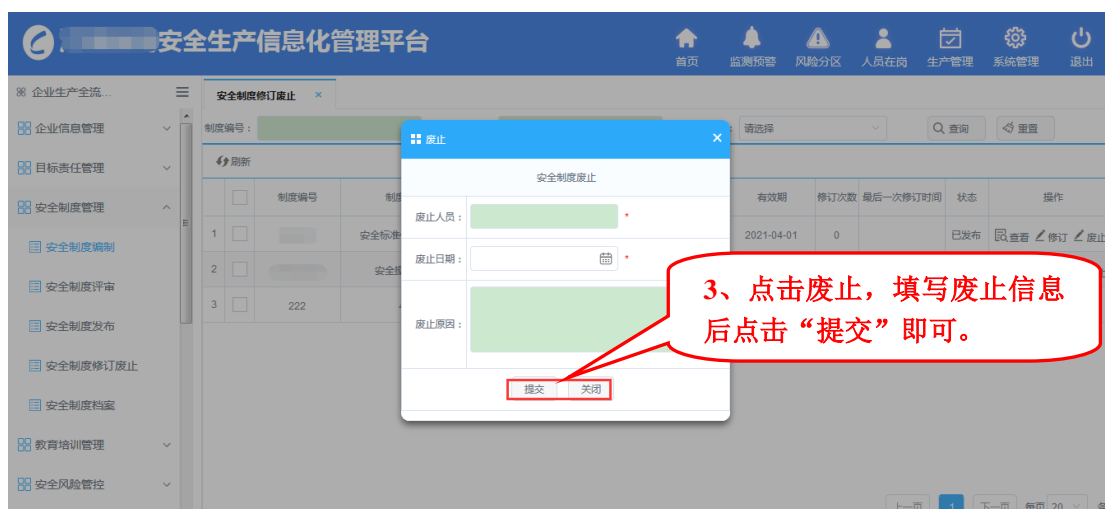 安全生产信息化管理平台
首页 监测预警 风险分区 人员在岗 生产管理 系统管理 退出
企业生产全流...
安全制度修订废止 ×
企业信息管理
目标责任管理
安全制度管理
安全制度编制
安全制度评审
安全制度发布
安全制度修订废止
安全制度档案
教育培训管理
安全风险管控
制度编号： ： 请选择 查询 重置
刷新
制度编号 有效期 修订次数 最后一次修订时间 状态 操作
1 安全标准 2021-04-01 0 已发布 查看 修订 废止
2
3 222
废止
安全制度废止
废止人员： *
废止日期： *
废止原因：
提交 关闭
3、点击废止，填写废止信息
后点击“提交”即可。
上一页 1 下一页 每页 20